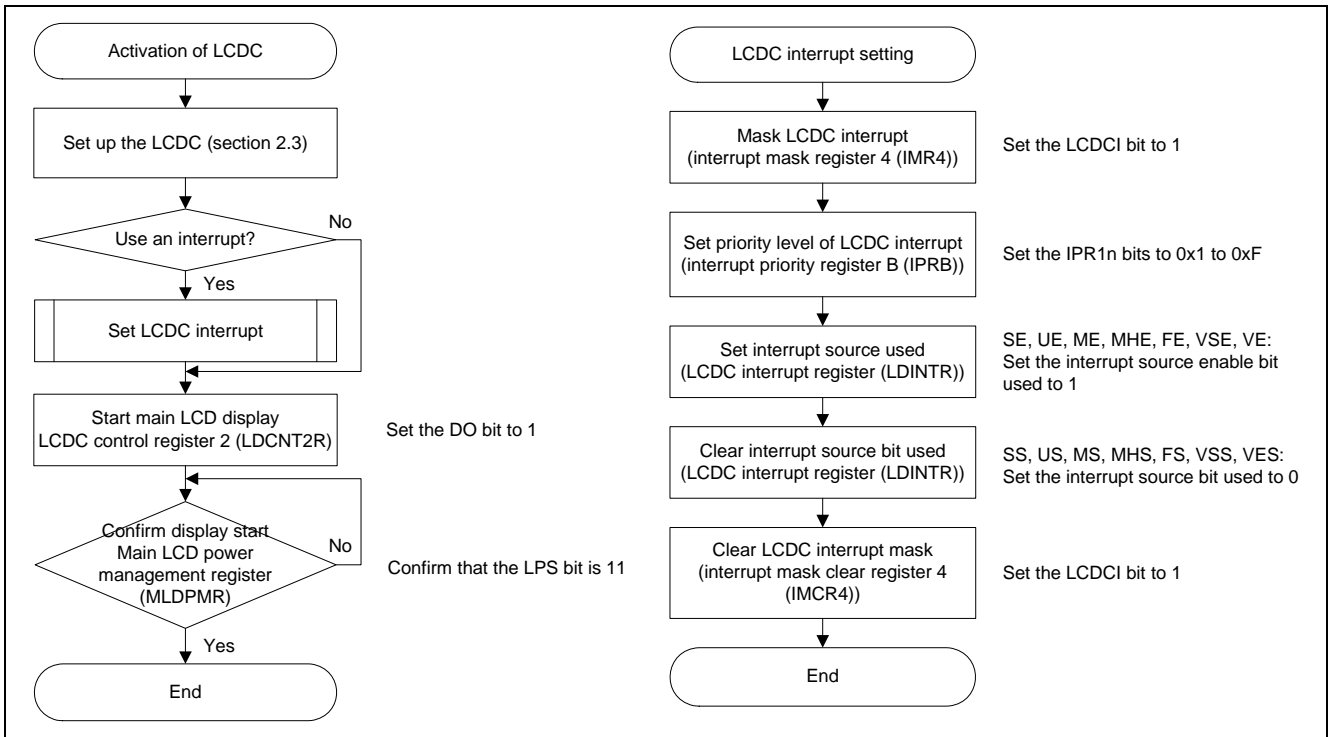 Activation of LCDC
Set up the LCDC (section 2.3)
Use an interrupt?
No
Yes
Set LCDC interrupt
Start main LCD display
LCDC control register 2 (LDCNT2R)
Set the DO bit to 1
Confirm display start
Main LCD power
management register
(MLDPMR)
No
Confirm that the LPS bit is 11
Yes
End
LCDC interrupt setting
Mask LCDC interrupt
(interrupt mask register 4 (IMR4))
Set the LCDCI bit to 1
Set priority level of LCDC interrupt
(interrupt priority register B (IPRB))
Set the IPR1n bits to 0x1 to 0xF
Set interrupt source used
(LCDC interrupt register (LDINTR))
SE, UE, ME, MHE, FE, VSE, VE:
Set the interrupt source enable bit
used to 1
Clear interrupt source bit used
(LCDC interrupt register (LDINTR))
SS, US, MS, MHS, FS, VSS, VES:
Set the interrupt source bit used to 0
Clear LCDC interrupt mask
(interrupt mask clear register 4
(IMCR4))
Set the LCDCI bit to 1
End